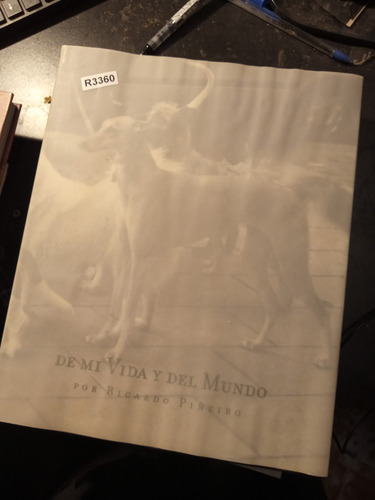 R3360
DE MI VIDA Y DEL MUNDO
POR RICARDO PIÑEIRO